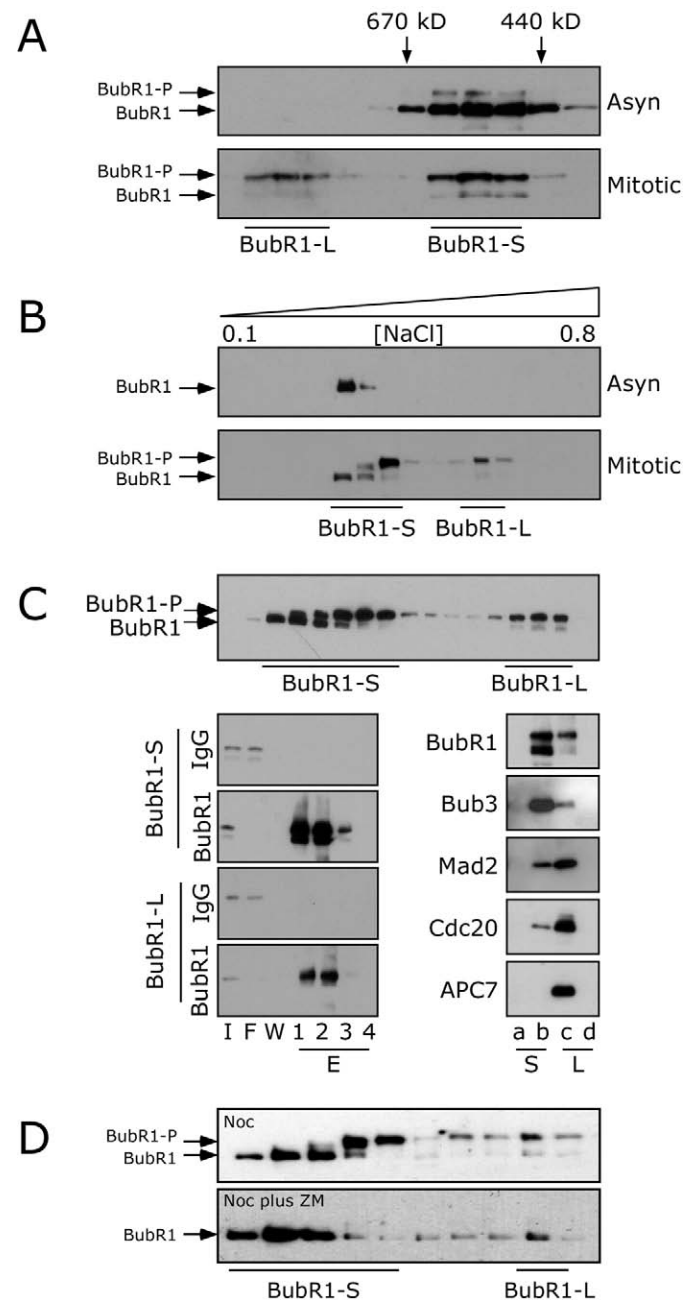 A
670 kD 440 kD
BubR1-P
BubR1
Asyn
BubR1-P
BubR1
Mitotic
BubR1-L BubR1-S
B
0.1 [NaCl] 0.8
BubR1
Asyn
BubR1-P
BubR1
Mitotic
BubR1-S BubR1-L
C
BubR1-P
BubR1
BubR1-S BubR1-L
BubR1-S
IgG
BubR1
BubR1-L
IgG
BubR1
I F W 1 2 3 4
E
BubR1
Bub3
Mad2
Cdc20
APC7
a b c d
S L
D
Noc
BubR1-P
BubR1
Noc plus ZM
BubR1
BubR1-S BubR1-L